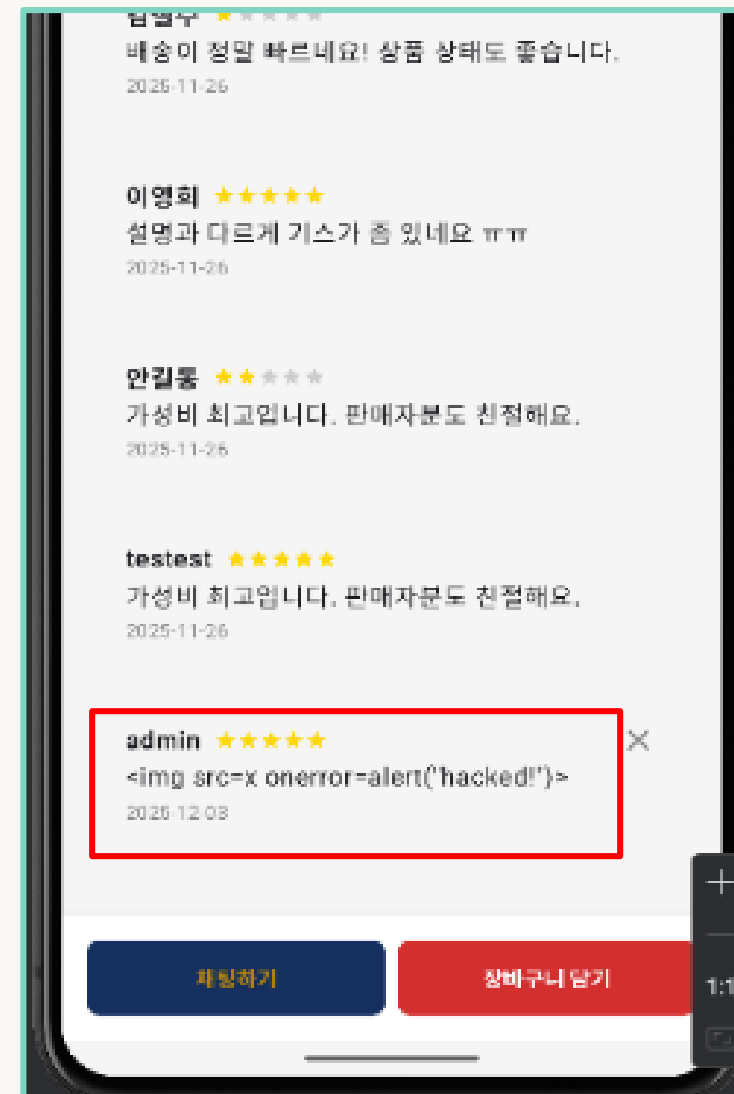 배송이 정말 빠르네요! 상품 상태도 좋습니다.
2025-11-26
이영희
설명과 다르게 기스가 좀 있네요 ㅠㅠ
2025-11-26
안길동
가성비 최고입니다. 판매자분도 친절해요.
2025-11-26
testest
가성비 최고입니다. 판매자분도 친절해요.
2025-11-26
admin
<img src=x onerror=alert('hacked!')>
2025-12-03
채팅하기
장바구니 담기
1:1